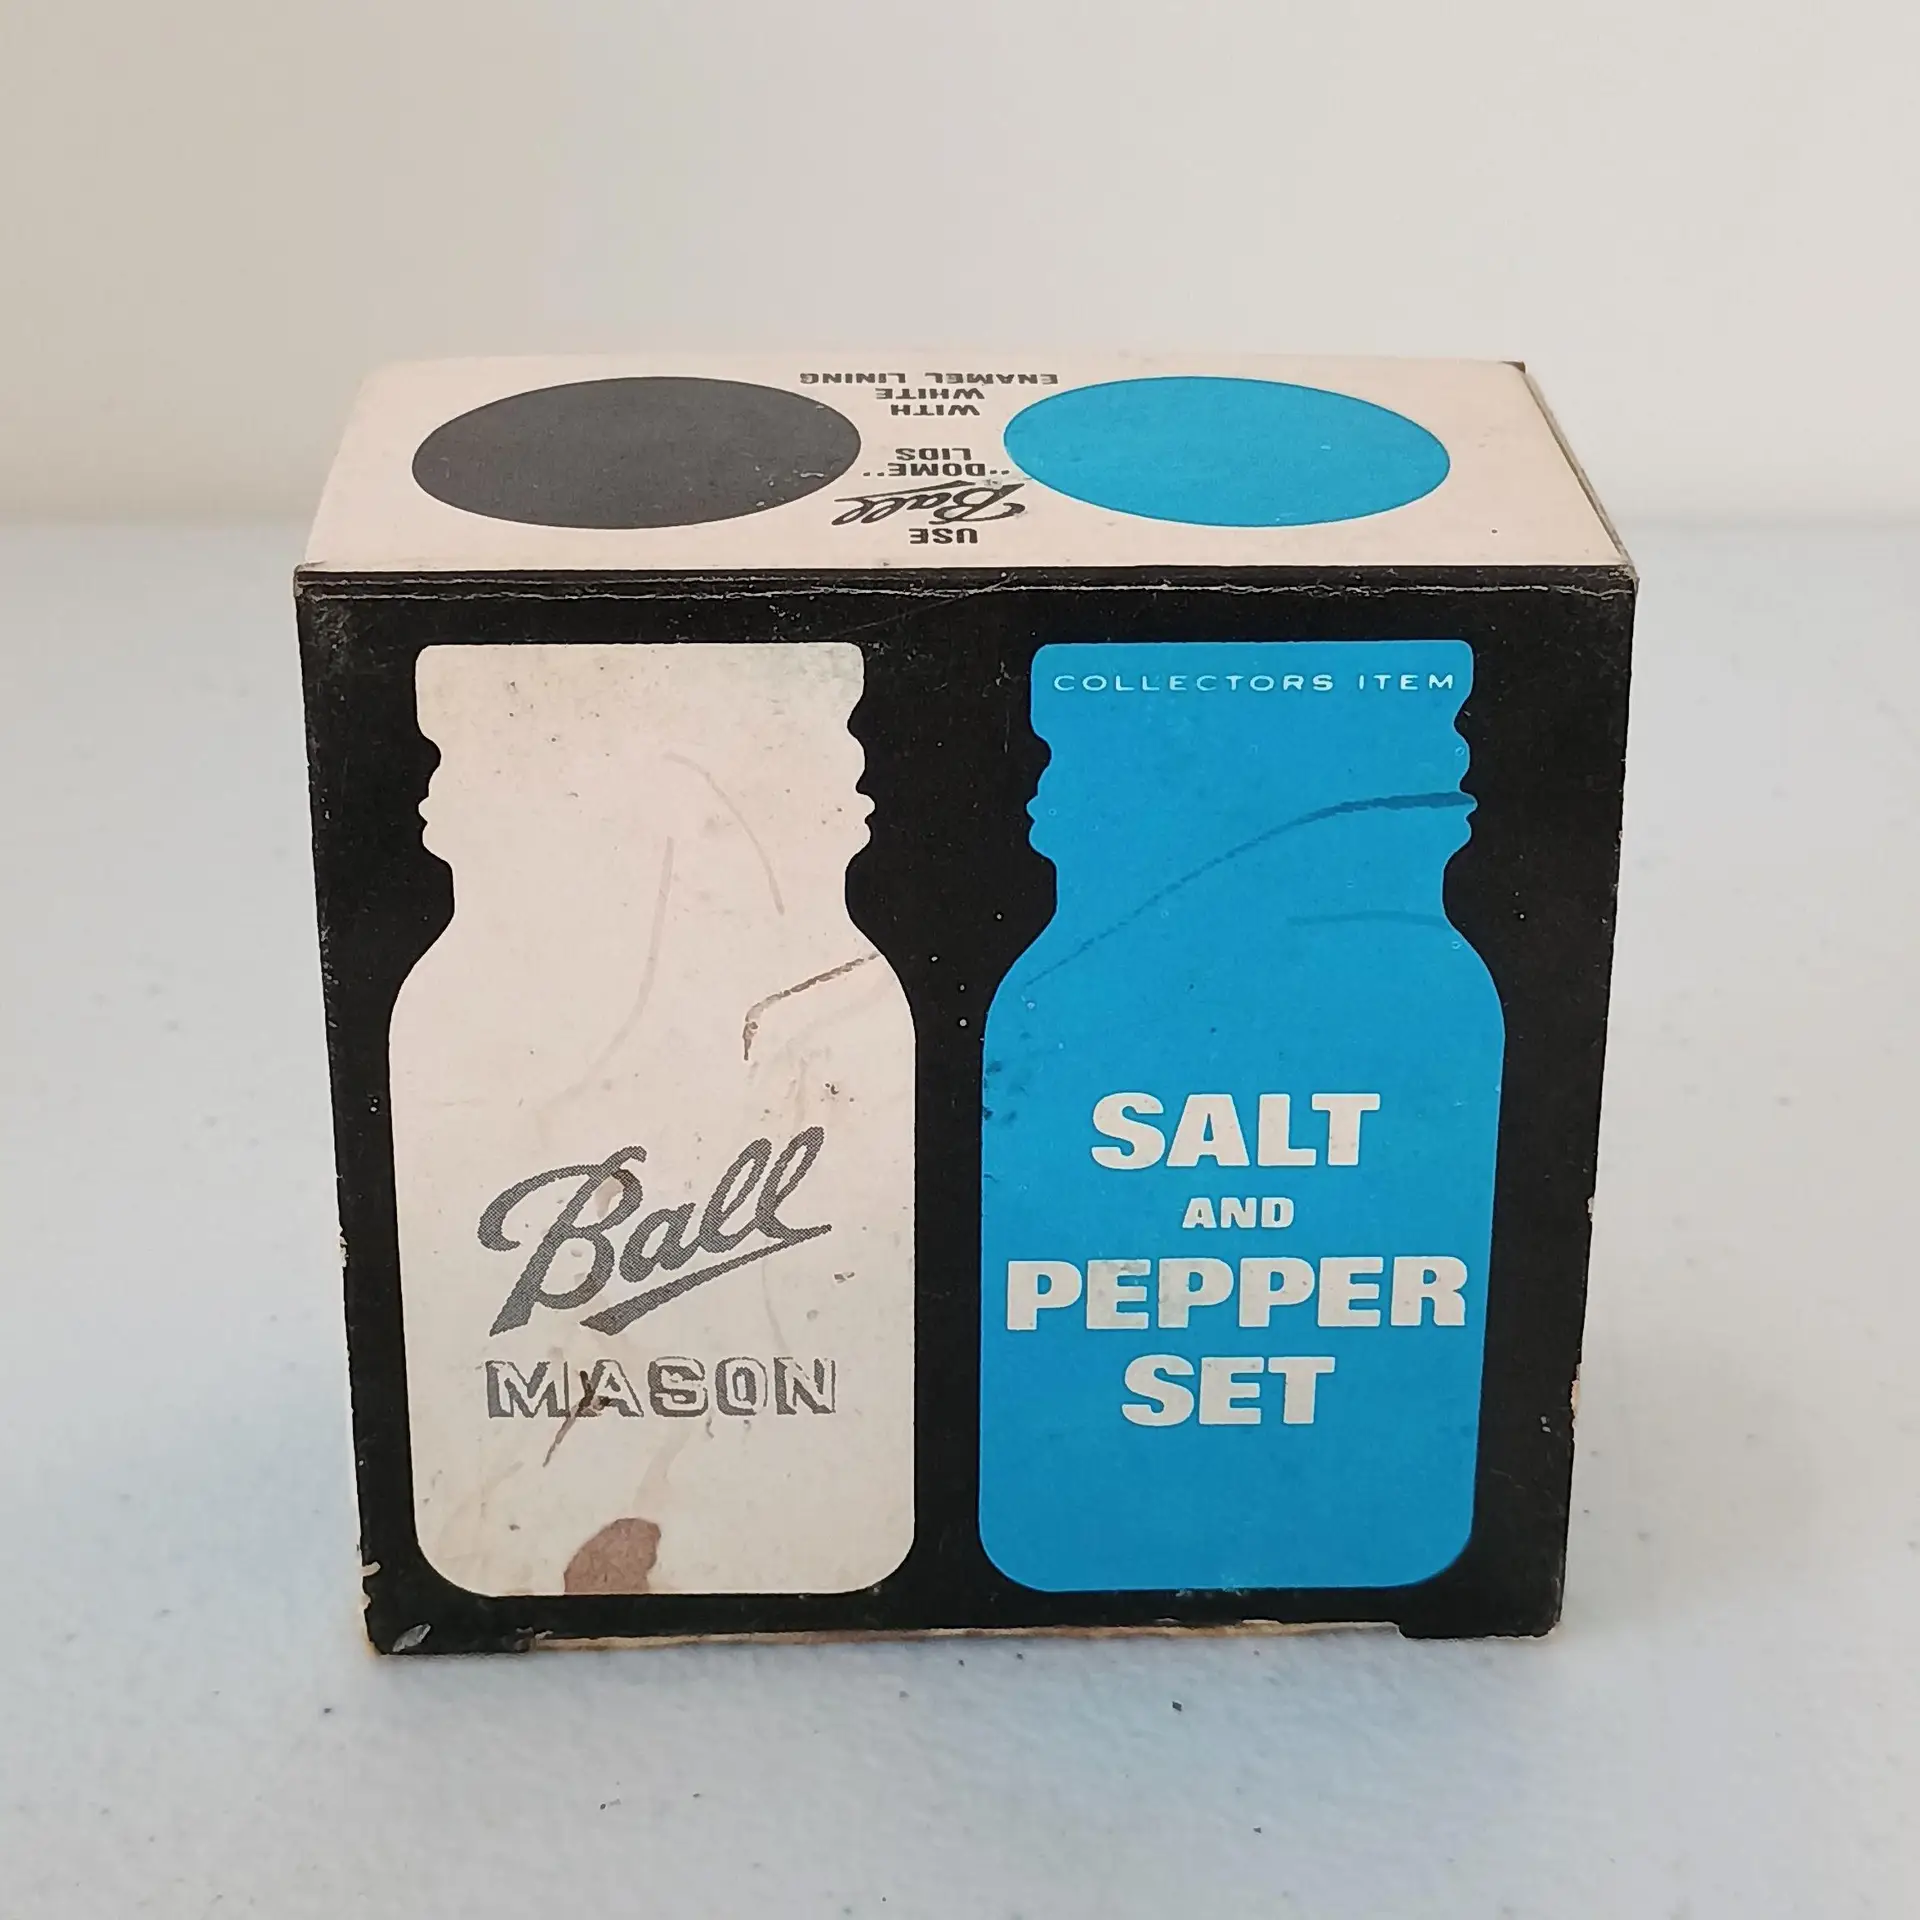 USE
Ball
"DOME"
LIDS
WITH
WHITE
ENAMEL LINING
Ball
MASON
COLLECTORS ITEM
SALT
AND
PEPPER
SET